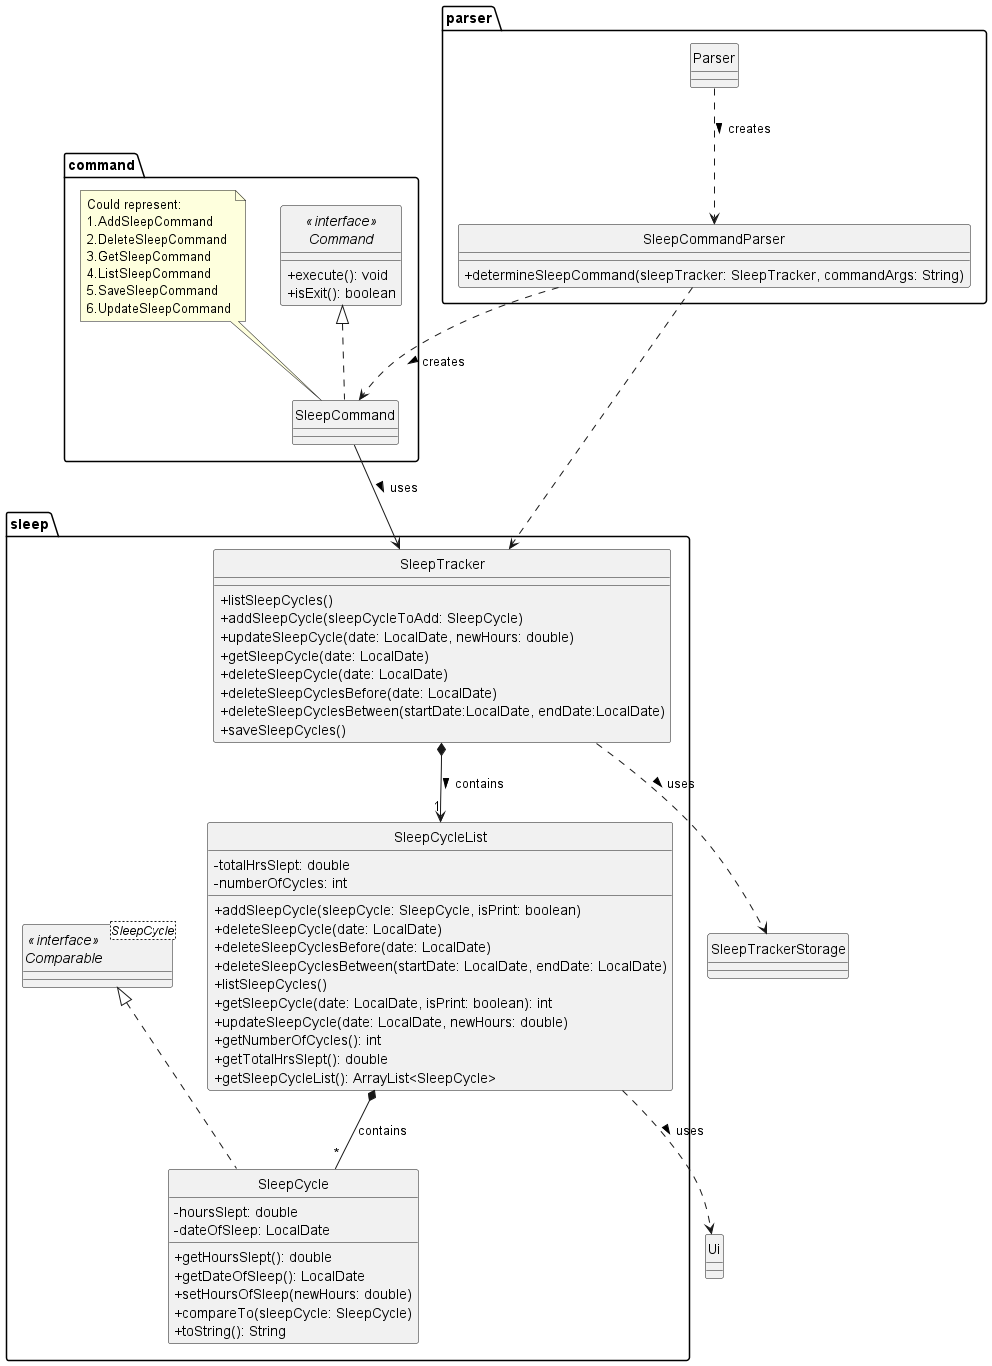 parser
Parser
creates
SleepCommandParser
+determineSleepCommand(sleepTracker: SleepTracker, commandArgs: String)
command
Could represent:
1.AddSleepCommand
2.DeleteSleepCommand
3.GetSleepCommand
4.ListSleepCommand
5.SaveSleepCommand
6.UpdateSleepCommand
«interface»
Command
+execute(): void
+isExit(): boolean
creates
SleepCommand
uses
sleep
SleepTracker
+listSleepCycles()
+addSleepCycle(sleepCycleToAdd: SleepCycle)
+updateSleepCycle(date: LocalDate, newHours: double)
+getSleepCycle(date: LocalDate)
+deleteSleepCycle(date: LocalDate)
+deleteSleepCyclesBefore(date: LocalDate)
+deleteSleepCyclesBetween(startDate:LocalDate, endDate:LocalDate)
+saveSleepCycles()
contains
uses
1
SleepCycleList
-totalHrsSlept: double
-numberOfCycles: int
+addSleepCycle(sleepCycle: SleepCycle, isPrint: boolean)
+deleteSleepCycle(date: LocalDate)
+deleteSleepCyclesBefore(date: LocalDate)
+deleteSleepCyclesBetween(startDate: LocalDate, endDate: LocalDate)
+listSleepCycles()
+getSleepCycle(date: LocalDate, isPrint: boolean): int
+updateSleepCycle(date: LocalDate, newHours: double)
+getNumberOfCycles(): int
+getTotalHrsSlept(): double
+getSleepCycleList(): ArrayList<SleepCycle>
SleepCycle
«interface»
Comparable
SleepTrackerStorage
contains
uses
*
SleepCycle
-hoursSlept: double
-dateOfSleep: LocalDate
+getHoursSlept(): double
+getDateOfSleep(): LocalDate
+setHoursOfSleep(newHours: double)
+compareTo(sleepCycle: SleepCycle)
+toString(): String
Ui